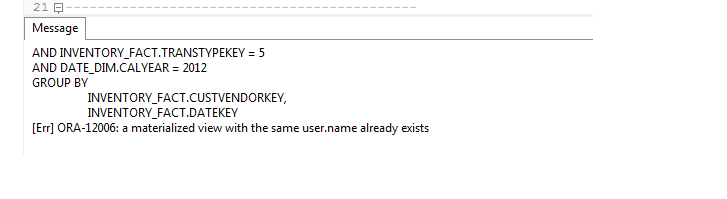 21 --------------------------------------------
Message
AND INVENTORY_FACT.TRANSTYPEKEY = 5
AND DATE_DIM.CALYEAR = 2012
GROUP BY
INVENTORY_FACT.CUSTVENDORKEY,
INVENTORY_FACT.DATEKEY
[Err] ORA-12006: a materialized view with the same user.name already exists